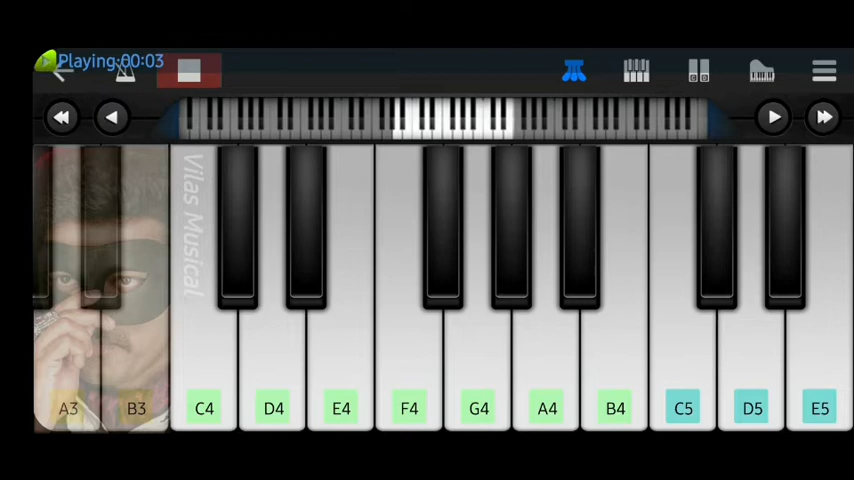 Playing 00:03
Vilas Musical
A3 B3 C4 D4 E4 F4 G4 A4 B4 C5 D5 E5